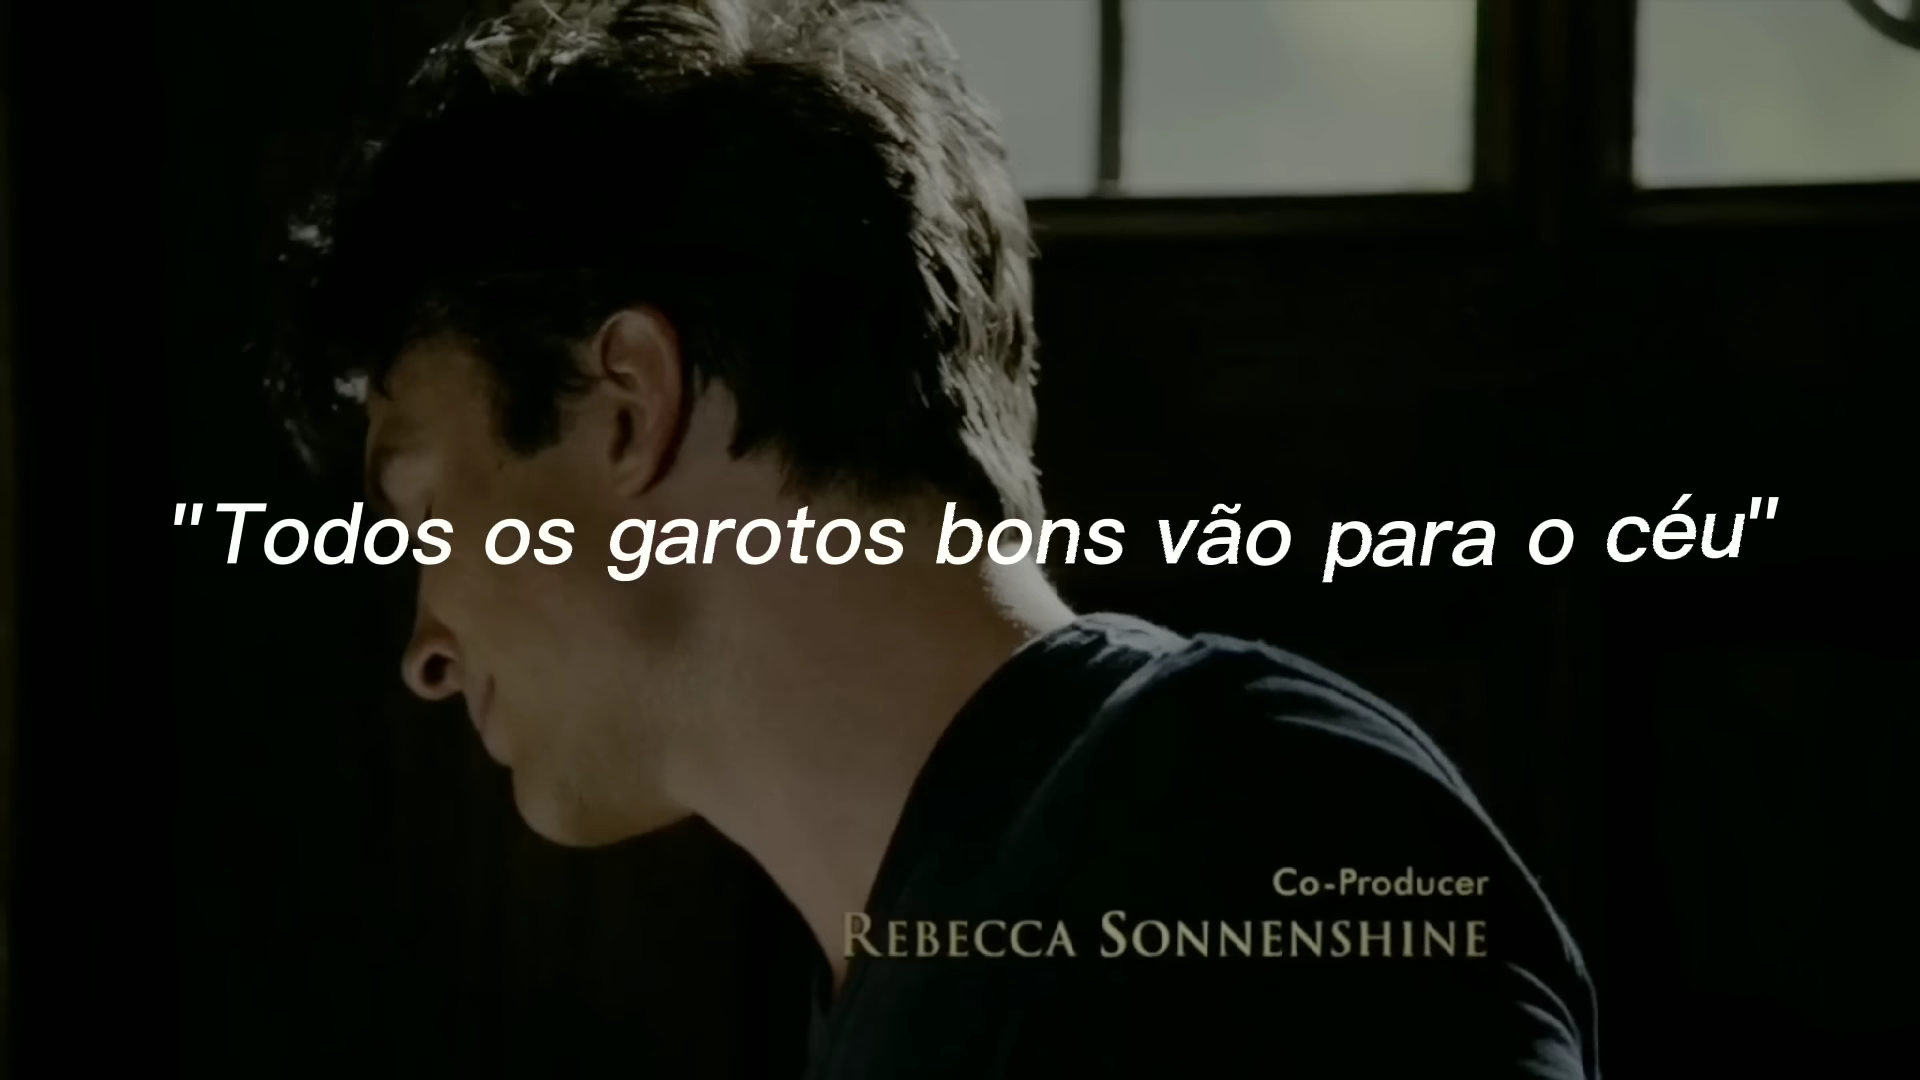 "Todos os garotos bons vão para o céu"
Co-Producer
Rebecca Sonnenshine